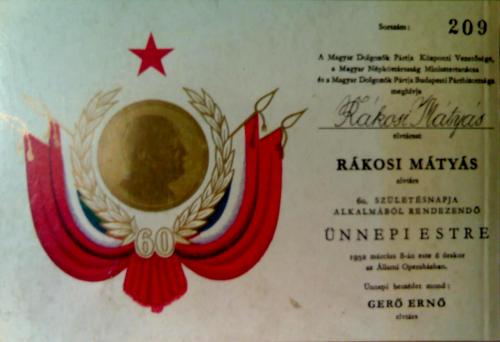 Sorszám: 209
A Magyar Dolgozók Pártja Központi Vezetősége,
a Magyar Népköztársaság Minisztertanácsa
és a Magyar Dolgozók Pártja Budapesti Pártbizottsága
meghívja
Rákosi Mátyás
elvtársat
RÁKOSI MÁTYÁS
elvtárs
60. SZÜLETÉSNAPJA
ALKALMÁBÓL RENDEZENDŐ
ÜNNEPI ESTRE
1952 március 8-án este 6 órakor
az Állami Operaházban.
Ünnepi beszédet mond:
GERŐ ERNŐ
elvtárs
60